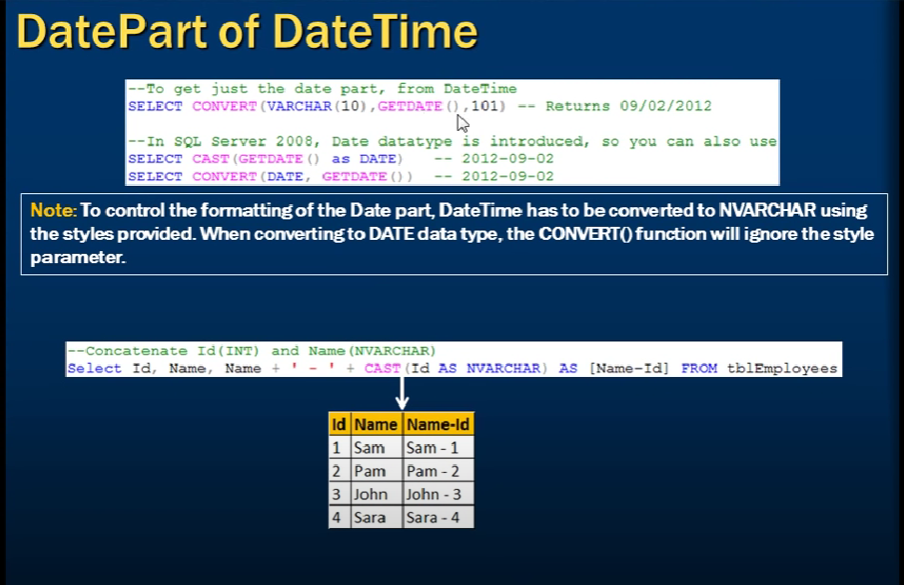 DatePart of DateTime
--To get just the date part, from DateTime
SELECT CONVERT(VARCHAR(10),GETDATE(),101) -- Returns 09/02/2012
--In SQL Server 2008, Date datatype is introduced, so you can also use
SELECT CAST(GETDATE() as DATE) -- 2012-09-02
SELECT CONVERT(DATE, GETDATE()) -- 2012-09-02
Note: To control the formatting of the Date part, DateTime has to be converted to NVARCHAR using
the styles provided. When converting to DATE data type, the CONVERT() function will ignore the style
parameter.
--Concatenate Id(INT) and Name(NVARCHAR)
Select Id, Name, Name + ' - ' + CAST(Id AS NVARCHAR) AS [Name-Id] FROM tblEmployees
Id Name Name-Id
1 Sam Sam - 1
2 Pam Pam - 2
3 John John - 3
4 Sara Sara - 4